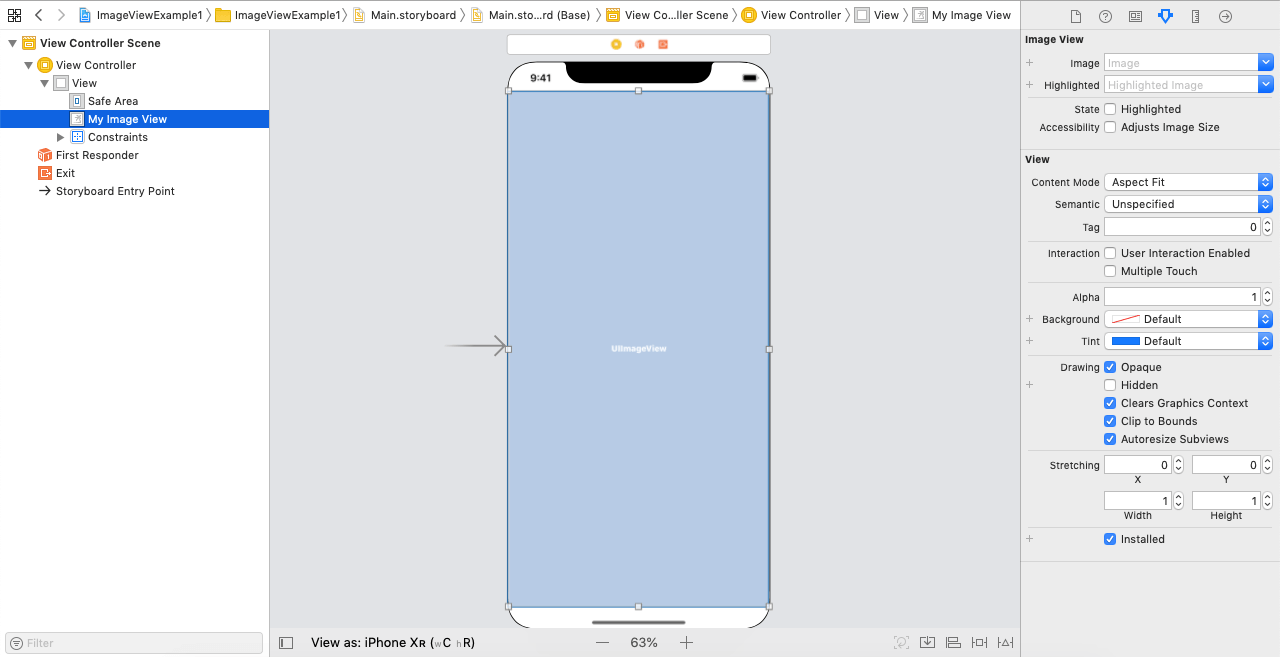 ImageViewExample1 ImageViewExample1 Main.storyboard Main.sto...rd (Base) View Co...ller Scene View Controller View My Image View
View Controller Scene
View Controller
View
Safe Area
My Image View
Constraints
First Responder
Exit
Storyboard Entry Point
Filter
9:41
UIImageView
View as: iPhone XR (wC hR)
63%
Image View
Image Image
Highlighted Highlighted Image
State Highlighted
Accessibility Adjusts Image Size
View
Content Mode Aspect Fit
Semantic Unspecified
Tag 0
Interaction User Interaction Enabled
Multiple Touch
Alpha 1
Background Default
Tint Default
Drawing Opaque
Hidden
Clears Graphics Context
Clip to Bounds
Autoresize Subviews
Stretching 0 0
X Y
1 1
Width Height
Installed